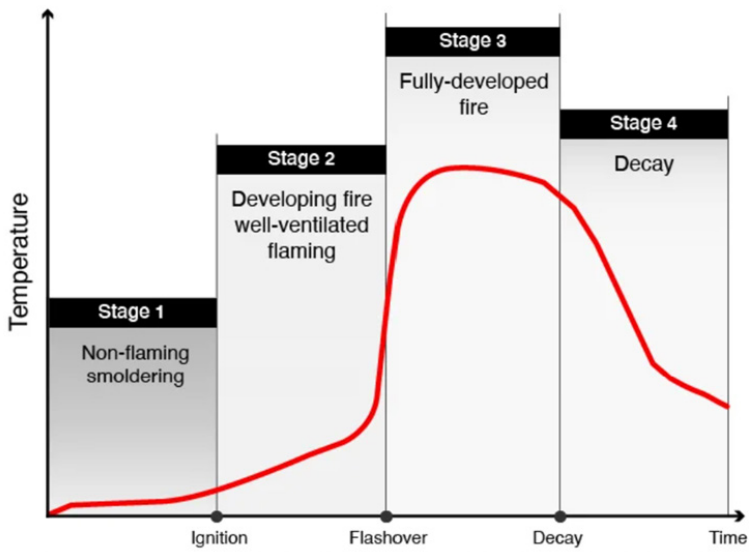 Temperature
Stage 1
Non-flaming
smoldering
Stage 2
Developing fire
well-ventilated
flaming
Stage 3
Fully-developed
fire
Stage 4
Decay
Ignition
Flashover
Decay
Time